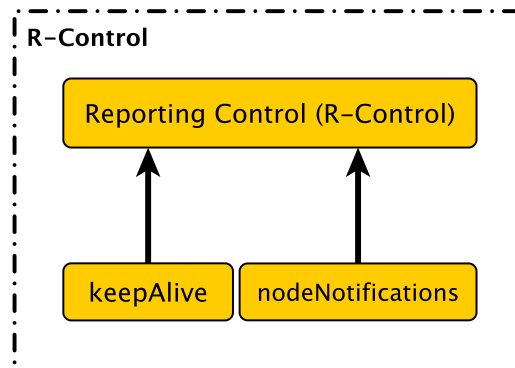 R-Control
Reporting Control (R-Control)
keepAlive
nodeNotifications